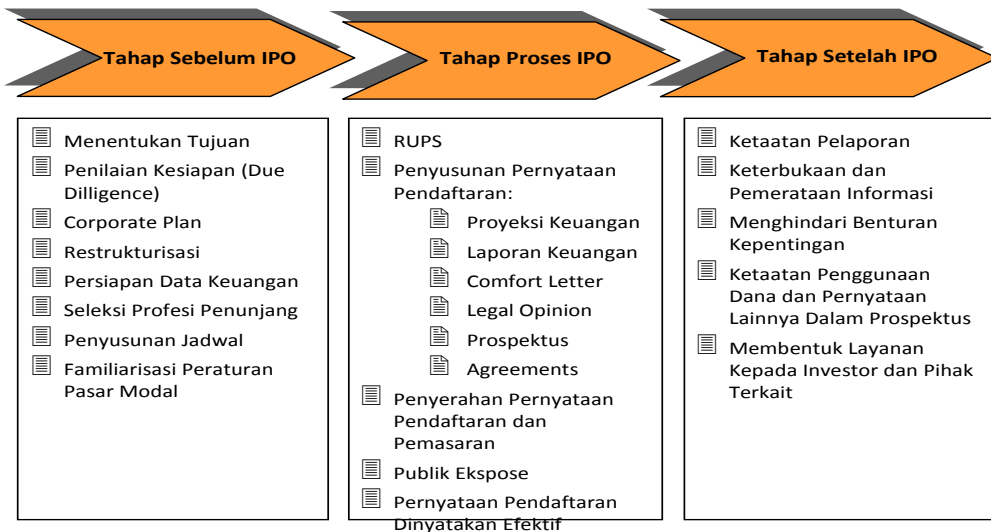 Tahap Sebelum IPO
Tahap Proses IPO
Tahap Setelah IPO
Menentukan Tujuan
Penilaian Kesiapan (Due
Dilligence)
Corporate Plan
Restrukturisasi
Persiapan Data Keuangan
Seleksi Profesi Penunjang
Penyusunan Jadwal
Familiarisasi Peraturan
Pasar Modal
RUPS
Penyusunan Pernyataan
Pendaftaran:
Proyeksi Keuangan
Laporan Keuangan
Comfort Letter
Legal Opinion
Prospektus
Agreements
Penyerahan Pernyataan
Pendaftaran dan
Pemasaran
Publik Ekspose
Pernyataan Pendaftaran
Dinyatakan Efektif
Ketaatan Pelaporan
Keterbukaan dan
Pemerataan Informasi
Menghindari Benturan
Kepentingan
Ketaatan Penggunaan
Dana dan Pernyataan
Lainnya Dalam Prospektus
Membentuk Layanan
Kepada Investor dan Pihak
Terkait